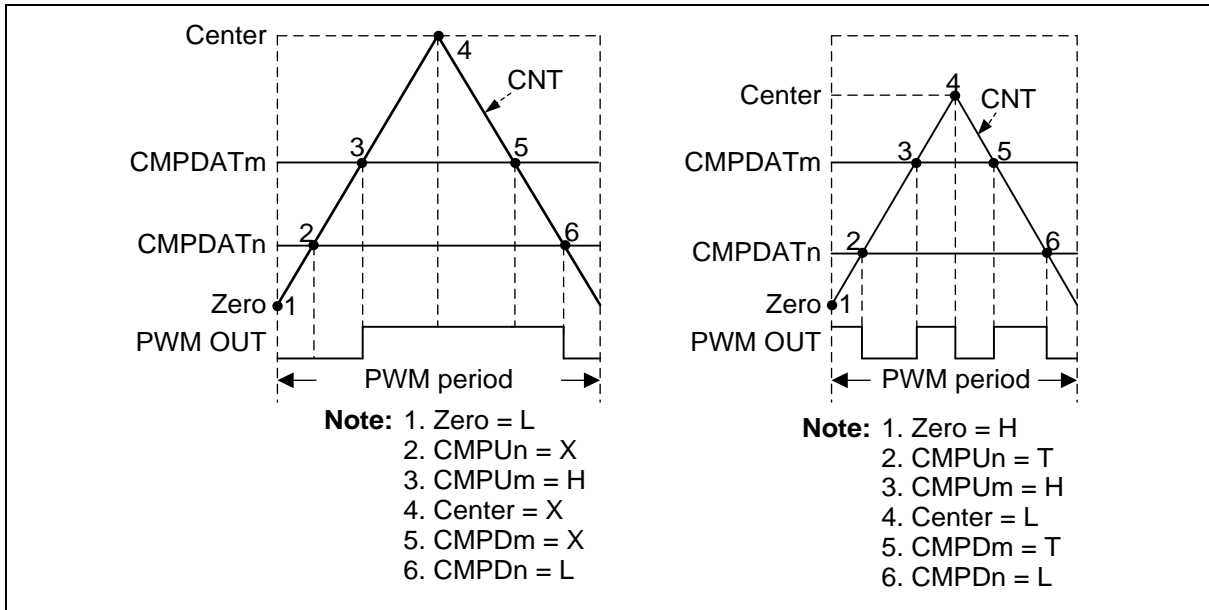 Center
4
CNT
3
5
CMPDATm
2
6
CMPDATn
Zero
1
PWM OUT
PWM period
Note: 1. Zero = L
2. CMPUn = X
3. CMPUm = H
4. Center = X
5. CMPDm = X
6. CMPDn = L
4
Center
CNT
3
5
CMPDATm
2
6
CMPDATn
Zero
1
PWM OUT
PWM period
Note: 1. Zero = H
2. CMPUn = T
3. CMPUm = H
4. Center = L
5. CMPDm = T
6. CMPDn = L